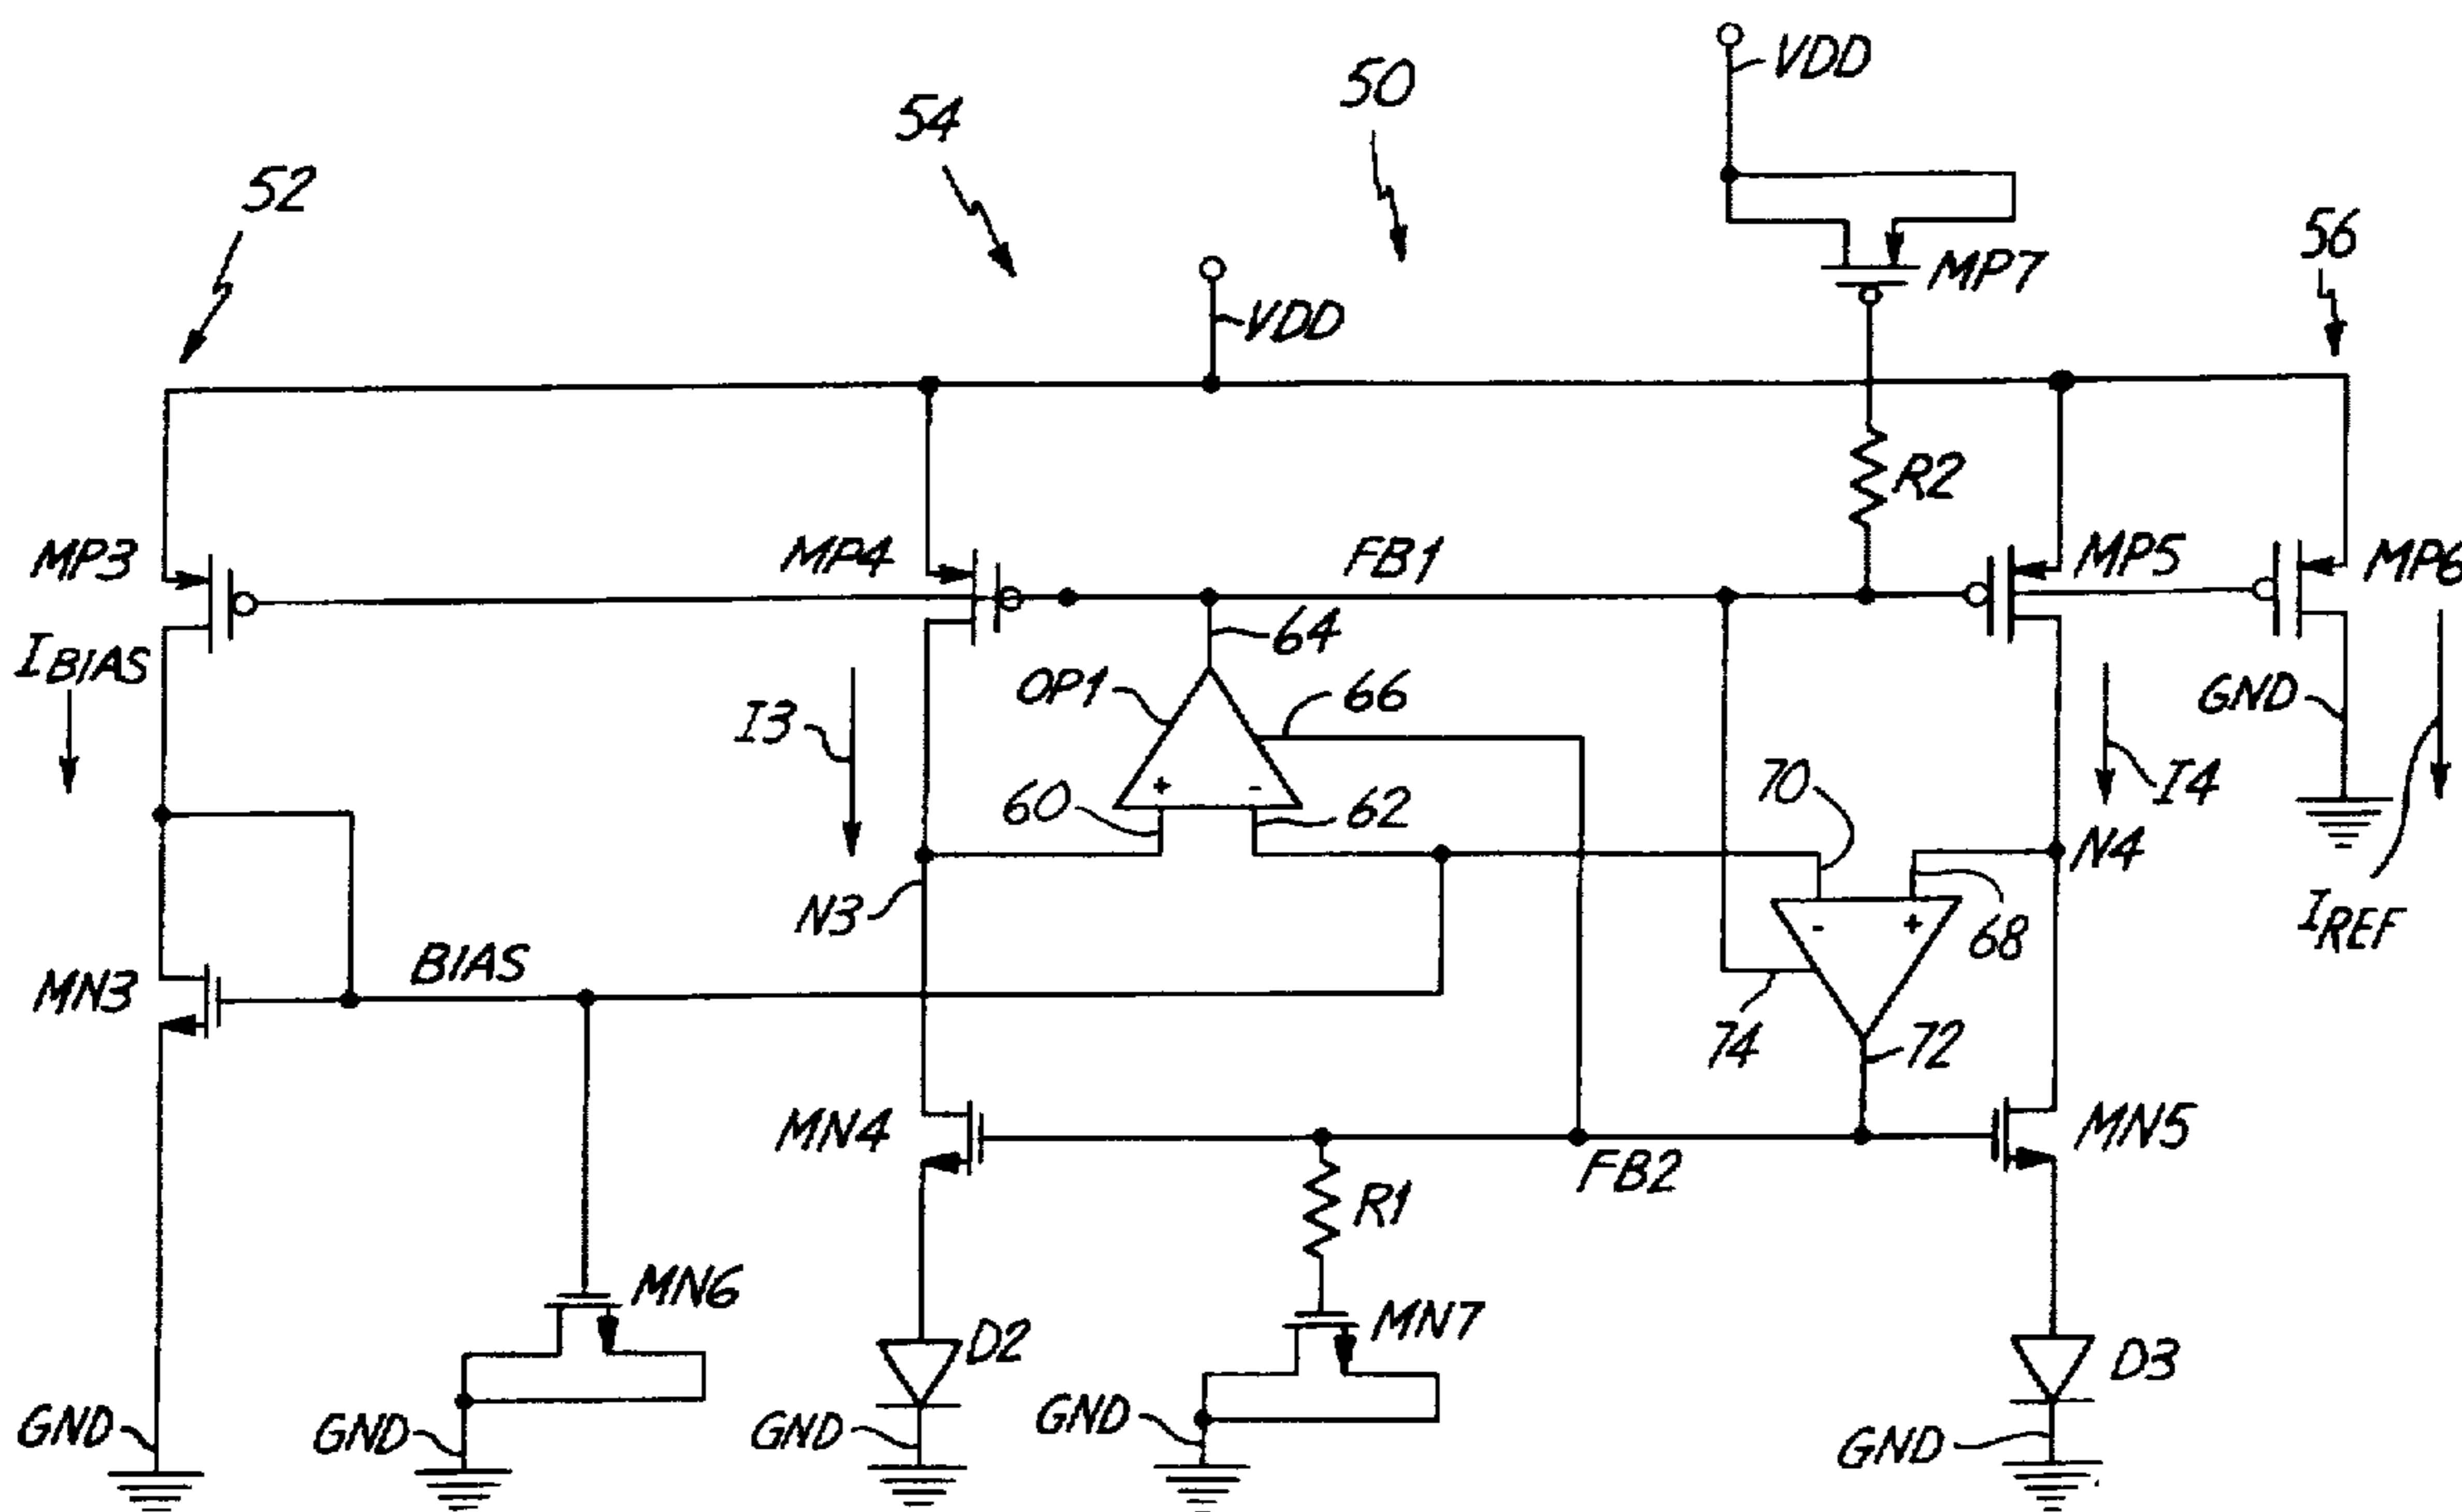 50
VDD
54
52
56
MP7
VDD
R2
MP3
MP4
FB1
MP5
MP6
64
IBIAS
OP1
66
GND
I3
+
-
70
I4
60
62
N4
N3
-
+
68
IREF
MN3
BIAS
74
72
MN4
MN5
FB2
R1
MN6
MN7
D2
D3
GND
GND
GND
GND
GND